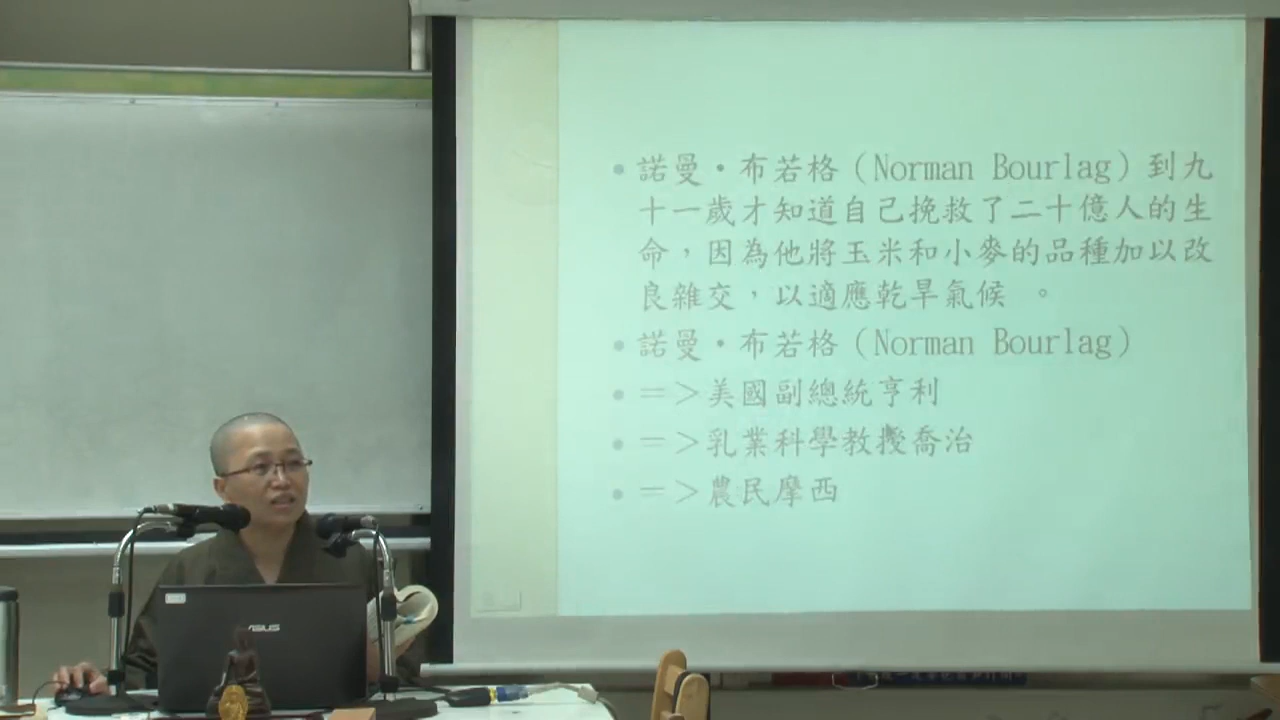 • 諾曼•布若格(Norman Bourlag)到九
十一歲才知道自己挽救了二十億人的生
命，因為他將玉米和小麥的品種加以改
良雜交，以適應乾旱氣候 。
• 諾曼•布若格(Norman Bourlag)
• =>美國副總統亨利
• =>乳業科學教授喬治
• =>農民摩西
ASUS